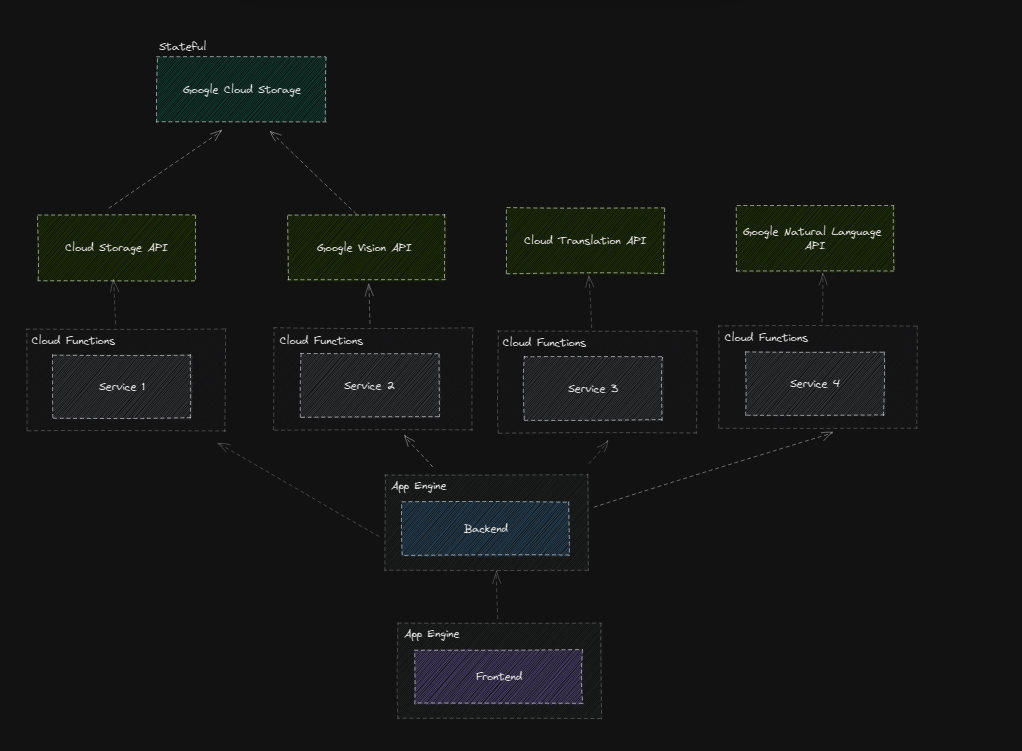 Stateful
Google Cloud Storage
Cloud Storage API
Google Vision API
Cloud Translation API
Google Natural Language
API
Cloud Functions
Cloud Functions
Cloud Functions
Cloud Functions
Service 1
Service 2
Service 3
Service 4
App Engine
Backend
App Engine
Frontend